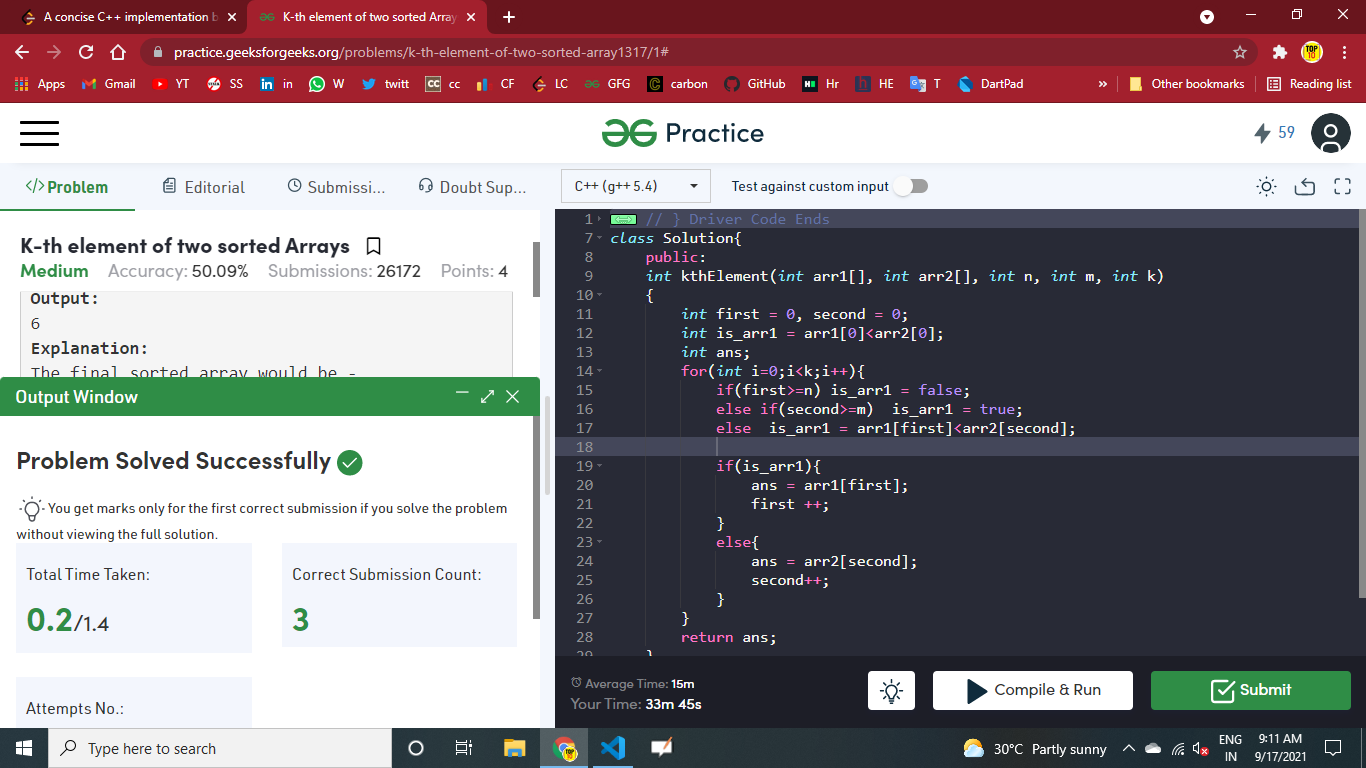 A concise C++ implementation b
K-th element of two sorted Array
practice.geeksforgeeks.org/problems/k-th-element-of-two-sorted-array1317/1#
Apps Gmail YT SS in W twitt cc CF LC GFG carbon GitHub Hr HE T DartPad » Other bookmarks Reading list
Practice
59
Problem Editorial Submissi... Doubt Sup...
C++ (g++ 5.4) Test against custom input
K-th element of two sorted Arrays
Medium Accuracy: 50.09% Submissions: 26172 Points: 4
Output:
6
Explanation:
The final sorted array would be -
Output Window
Problem Solved Successfully
You get marks only for the first correct submission if you solve the problem
without viewing the full solution.
Total Time Taken: Correct Submission Count:
0.2/1.4 3
Attempts No.:
1 // } Driver Code Ends
7 class Solution{
8 public:
9 int kthElement(int arr1[], int arr2[], int n, int m, int k)
10 {
11 int first = 0, second = 0;
12 int is_arr1 = arr1[0]<arr2[0];
13 int ans;
14 for(int i=0;i<k;i++){
15 if(first>=n) is_arr1 = false;
16 else if(second>=m)  is_arr1 = true;
17 else  is_arr1 = arr1[first]<arr2[second];
18
19 if(is_arr1){
20 ans = arr1[first];
21 first ++;
22 }
23 else{
24 ans = arr2[second];
25 second++;
26 }
27 }
28 return ans;
29 }
Average Time: 15m
Your Time: 33m 45s
Compile & Run
Submit
Type here to search
30°C Partly sunny
ENG
IN
9:11 AM
9/17/2021